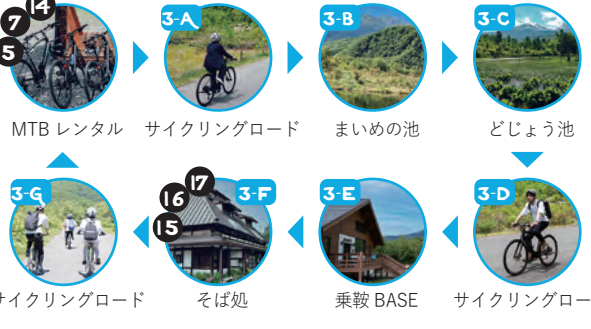 14
7
5
3-A
3-B
3-C
MTB レンタル
サイクリングロード
まいめの池
どじょう池
3-G
17
16
15
3-F
3-E
3-D
サイクリングロード
そば処
乗鞍 BASE
サイクリングロー